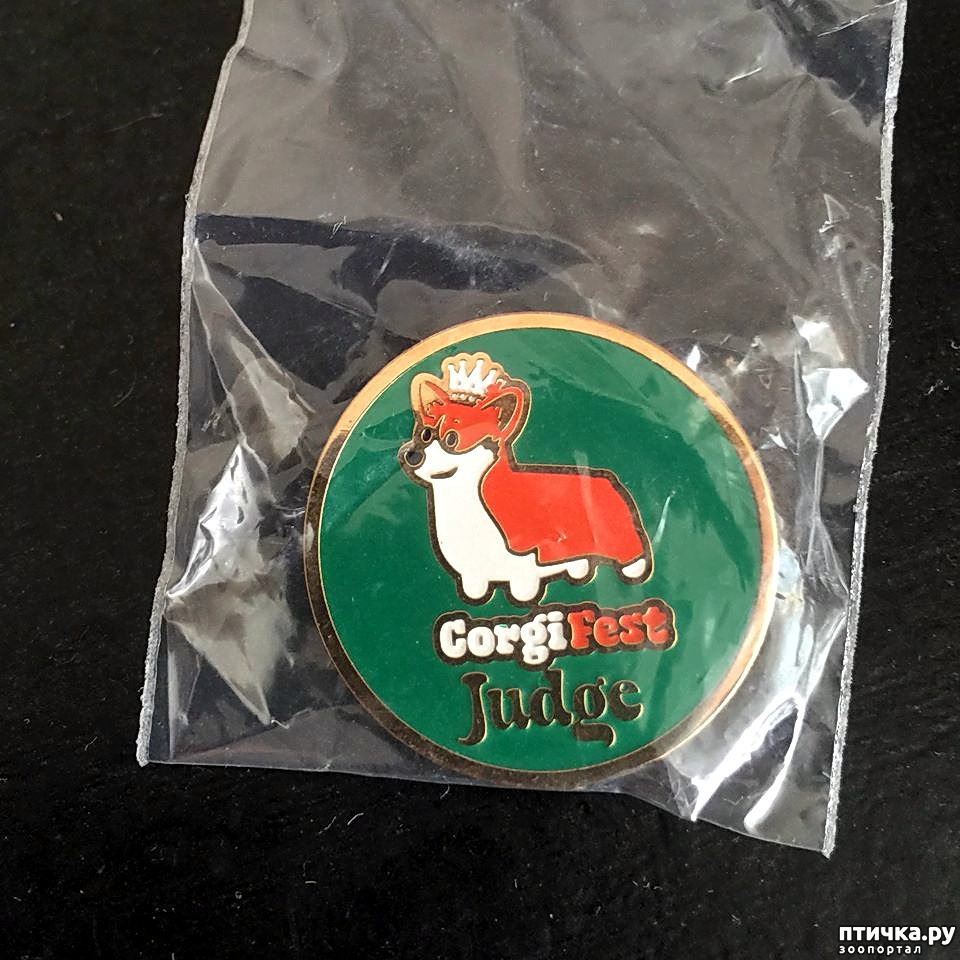 CorgiFest
Judge
птичка.ру
зоопортал